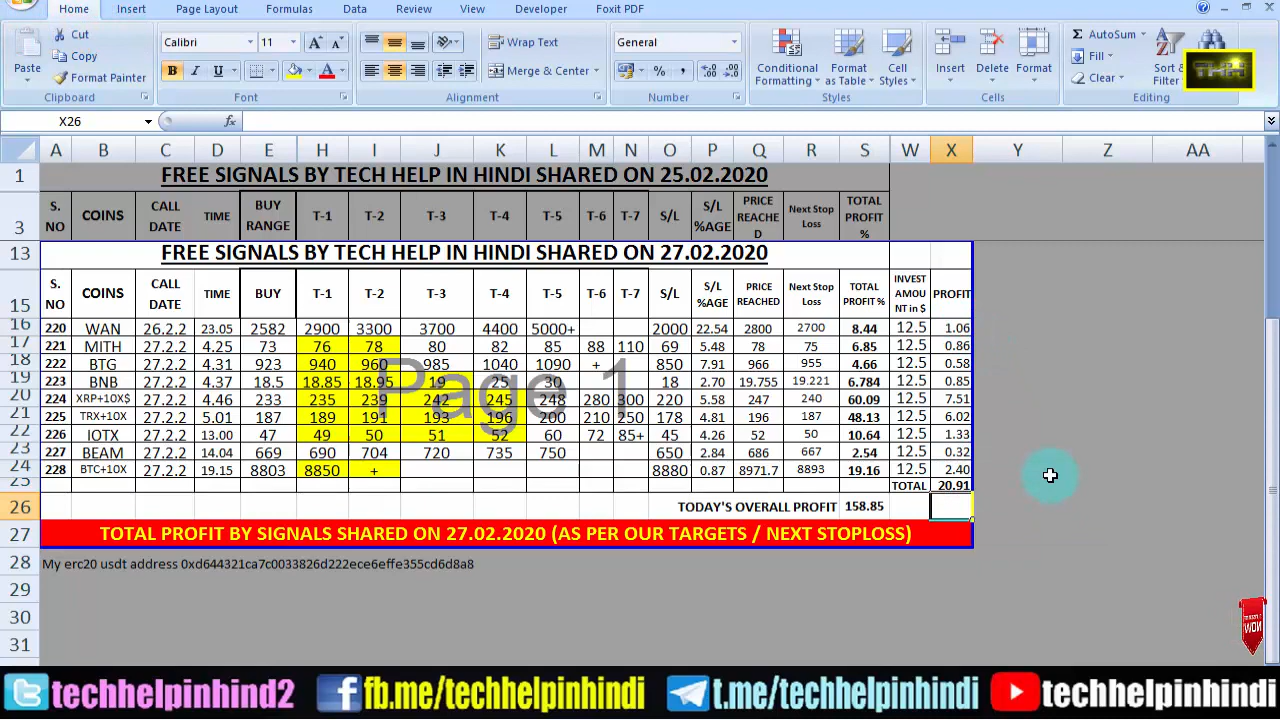 Home Insert Page Layout Formulas Data Review View Developer Foxit PDF
Paste Cut Copy Format Painter Clipboard
Calibri 11 B I U A Font
Wrap Text Merge & Center Alignment
General % , Number
Conditional Formatting Format as Table Cell Styles Styles
Insert Delete Format Cells
AutoSum Fill Clear Sort & Filter Editing
THH
X26 fx
A B C D E H I J K L M N O P Q R S W X Y Z AA
1 FREE SIGNALS BY TECH HELP IN HINDI SHARED ON 25.02.2020
3 S. NO COINS CALL DATE TIME BUY RANGE T-1 T-2 T-3 T-4 T-5 T-6 T-7 S/L S/L %AGE PRICE REACHED Next Stop Loss TOTAL PROFIT %
13 FREE SIGNALS BY TECH HELP IN HINDI SHARED ON 27.02.2020
15 S. NO COINS CALL DATE TIME BUY T-1 T-2 T-3 T-4 T-5 T-6 T-7 S/L S/L %AGE PRICE REACHED Next Stop Loss TOTAL PROFIT % INVEST AMOUNT in $ PROFIT
16 220 WAN 26.2.2 23.05 2582 2900 3300 3700 4400 5000+ 2000 22.54 2800 2700 8.44 12.5 1.06
17 221 MITH 27.2.2 4.25 73 76 78 80 82 85 88 110 69 5.48 78 75 6.85 12.5 0.86
18 222 BTG 27.2.2 4.31 923 940 960 985 1040 1090 + 850 7.91 966 955 4.66 12.5 0.58
19 223 BNB 27.2.2 4.37 18.5 18.85 18.95 19 25 30 18 2.70 19.755 19.221 6.784 12.5 0.85
20 224 XRP+10X$ 27.2.2 4.46 233 235 239 242 245 248 280 300 220 5.58 247 240 60.09 12.5 7.51
21 225 TRX+10X 27.2.2 5.01 187 189 191 193 196 200 210 250 178 4.81 196 187 48.13 12.5 6.02
22 226 IOTX 27.2.2 13.00 47 49 50 51 52 60 72 85+ 45 4.26 52 50 10.64 12.5 1.33
23 227 BEAM 27.2.2 14.04 669 690 704 720 735 750 650 2.84 686 667 2.54 12.5 0.32
24 228 BTC+10X 27.2.2 19.15 8803 8850 + 8880 0.87 8971.7 8893 19.16 12.5 2.40
Page 1
25 TOTAL 20.91
26 TODAY'S OVERALL PROFIT 158.85
27 TOTAL PROFIT BY SIGNALS SHARED ON 27.02.2020 (AS PER OUR TARGETS / NEXT STOPLOSS)
28 My erc20 usdt address 0xd644321ca7c0033826d222ece6effe355cd6d8a8
29
30
31
techhelpinhind2 fb.me/techhelpinhindi t.me/techhelpinhindi techhelpinhindi